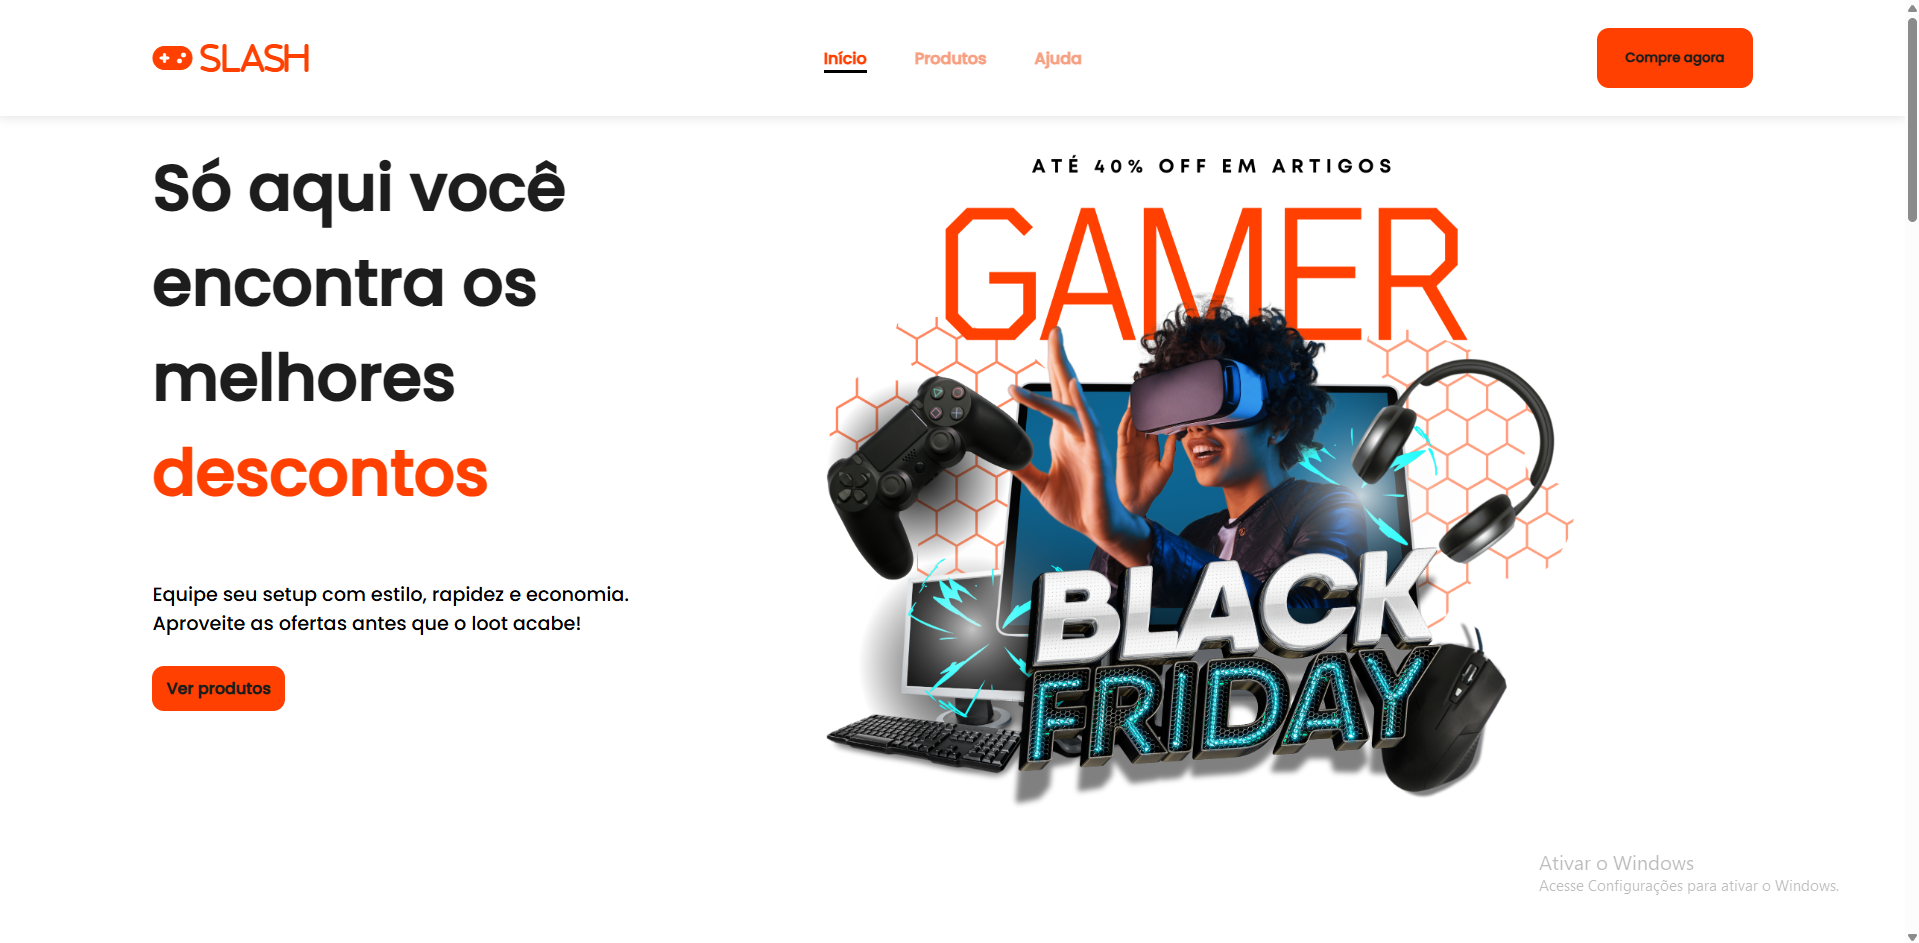 SLASH
Início
Produtos
Ajuda
Compre agora
Só aqui você
encontra os
melhores
descontos
Equipe seu setup com estilo, rapidez e economia.
Aproveite as ofertas antes que o loot acabe!
Ver produtos
ATÉ 40% OFF EM ARTIGOS
GAMER
BLACK
FRIDAY
Ativar o Windows
Acesse Configurações para ativar o Windows.